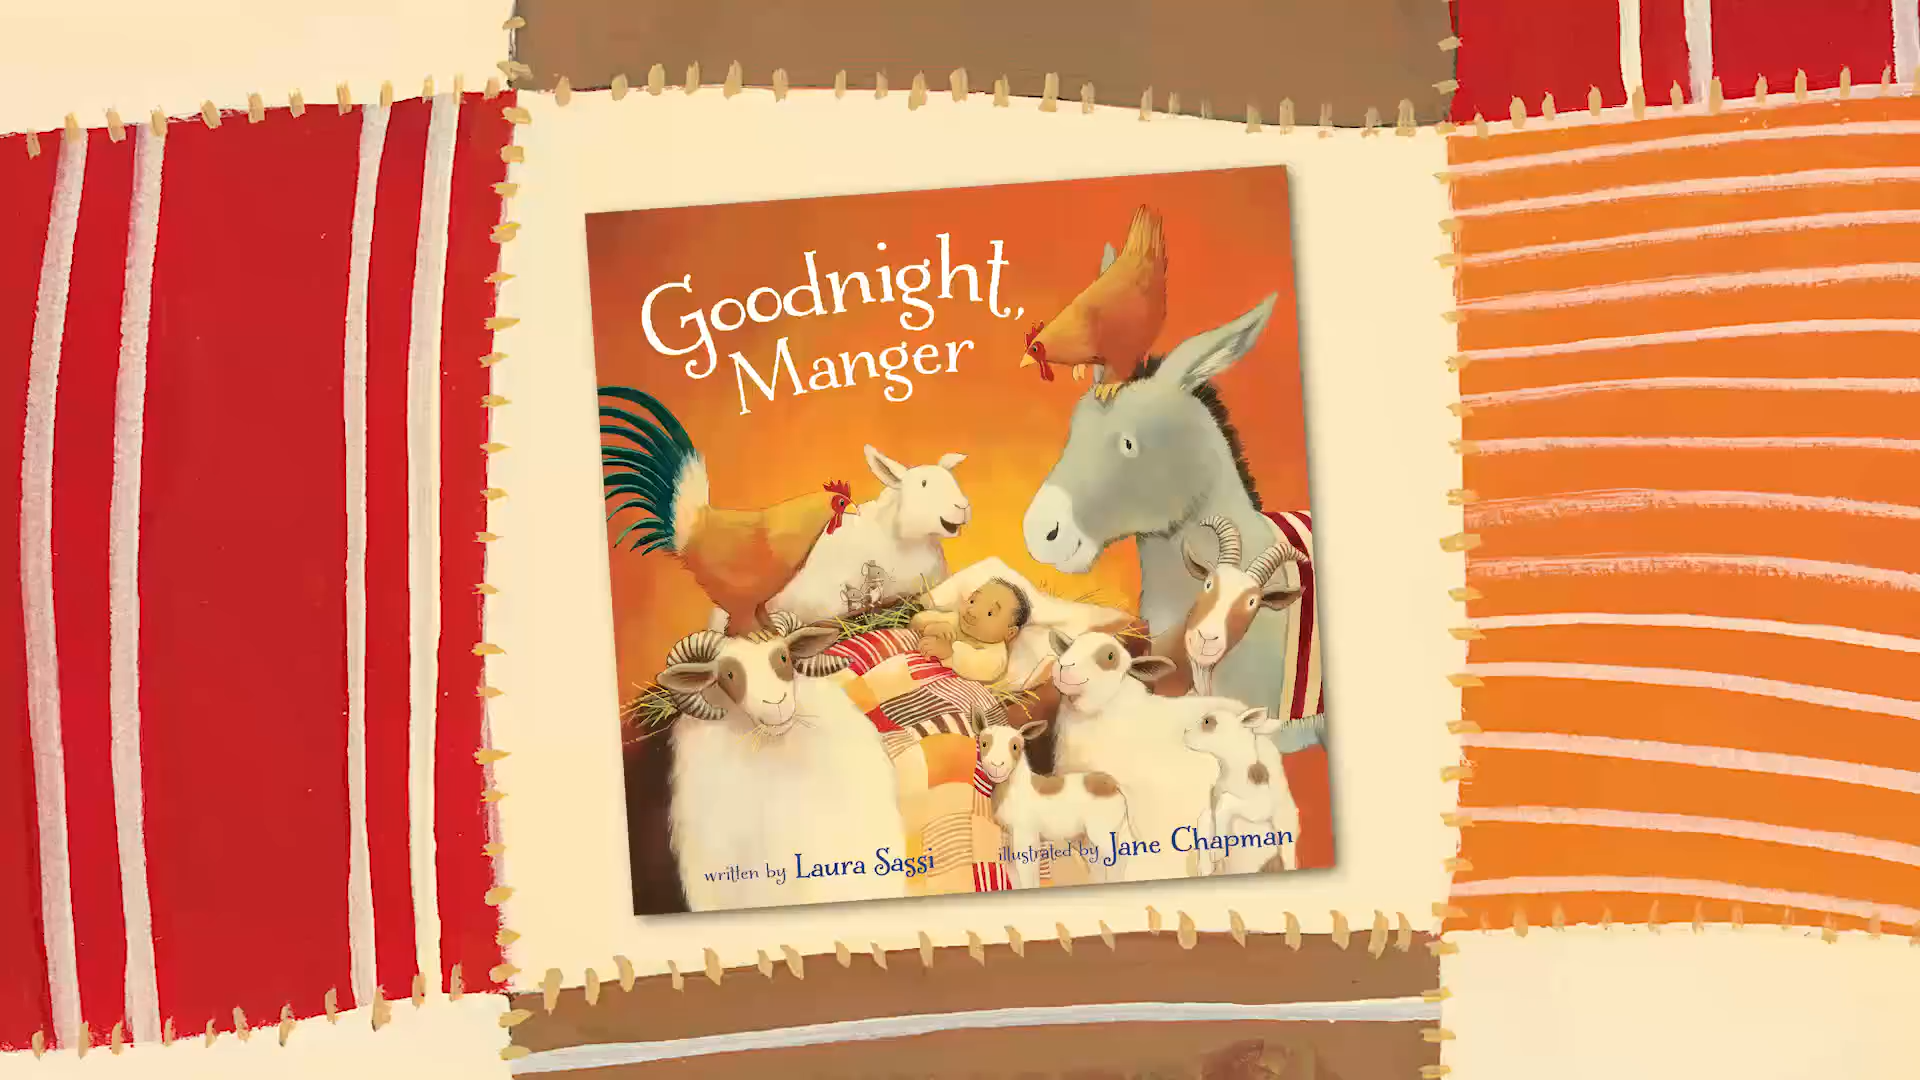 Goodnight,
Manger
written by Laura Sassi
illustrated by Jane Chapman